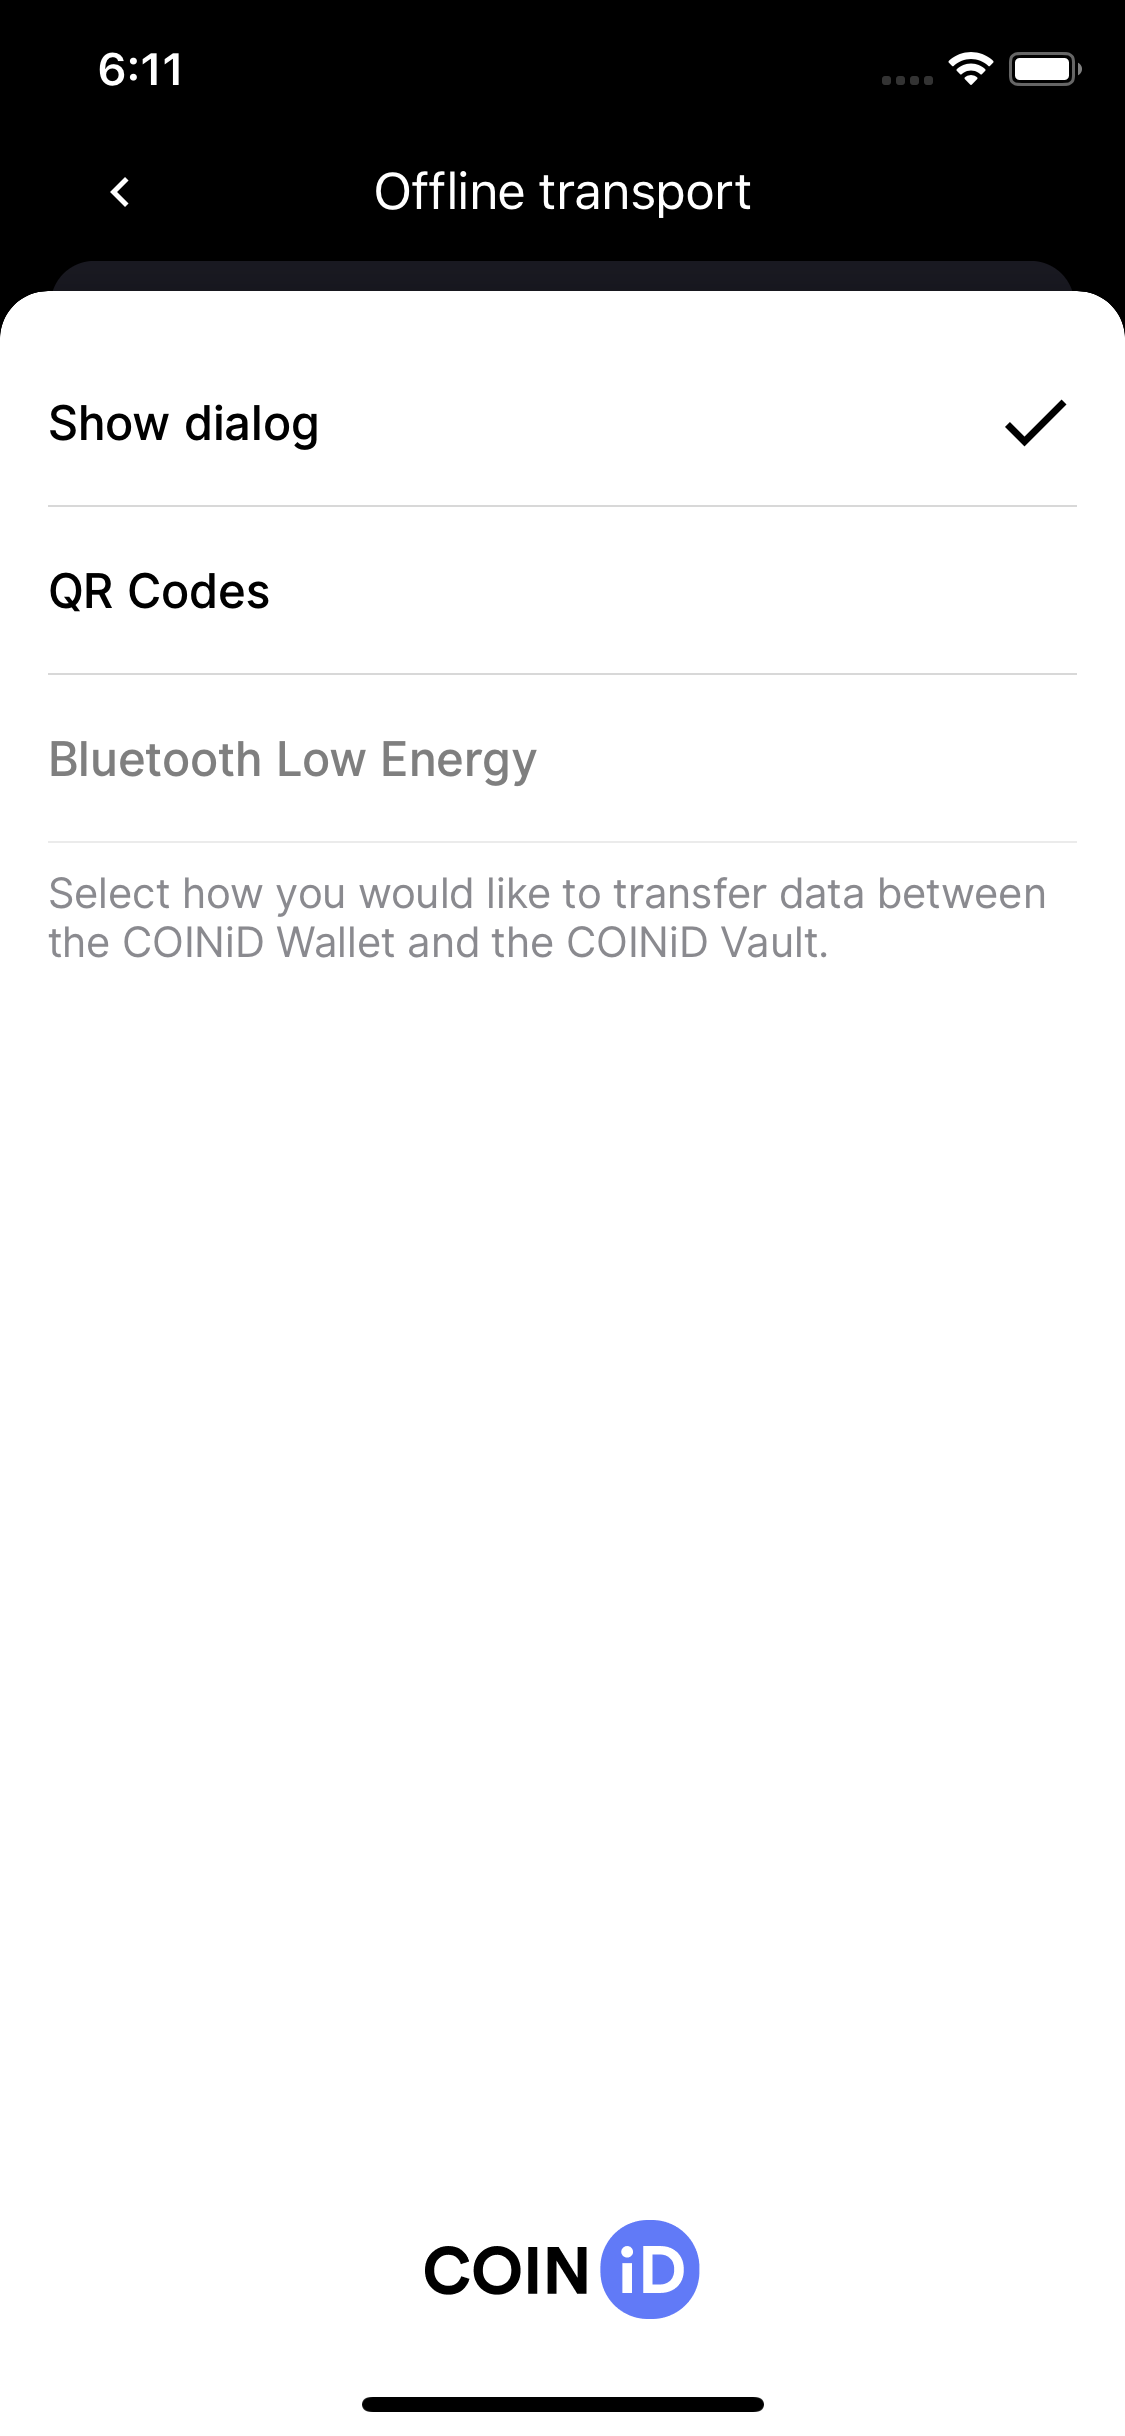 6:11
Offline transport
Show dialog
QR Codes
Bluetooth Low Energy
Select how you would like to transfer data between
the COINiD Wallet and the COINiD Vault.
COIN iD